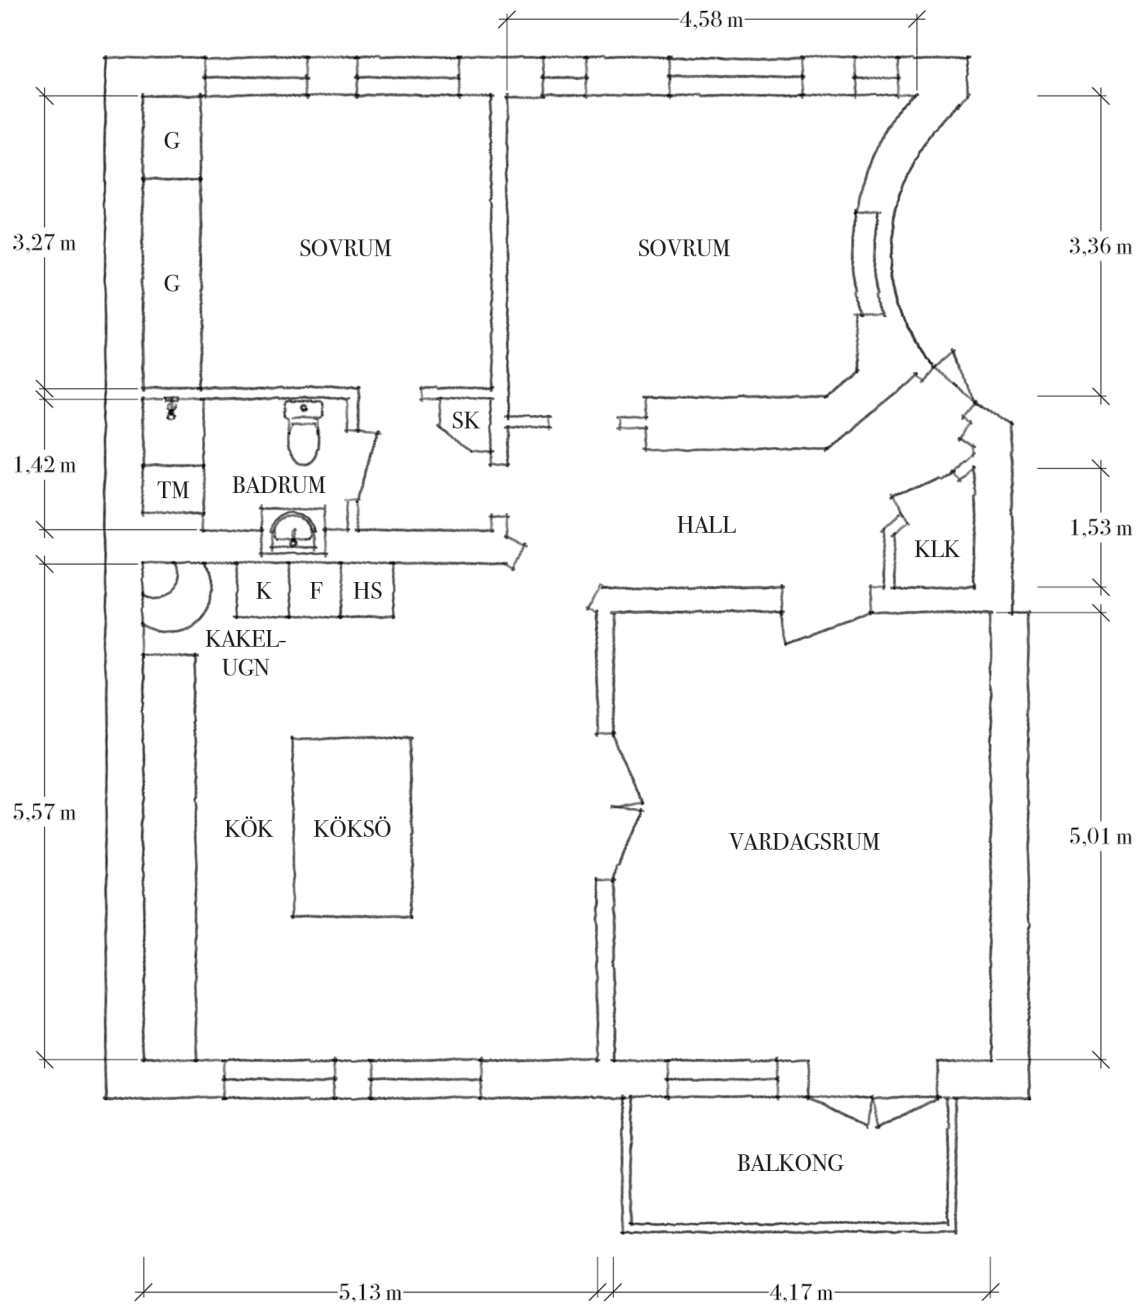 4,58 m
G
3,27 m
SOVRUM
SOVRUM
3,36 m
G
SK
1,42 m
TM
BADRUM
HALL
1,53 m
KLK
K
F
HS
KAKEL-
UGN
5,57 m
KÖK
KÖKSÖ
VARDAGSRUM
5,01 m
BALKONG
5,13 m
4,17 m